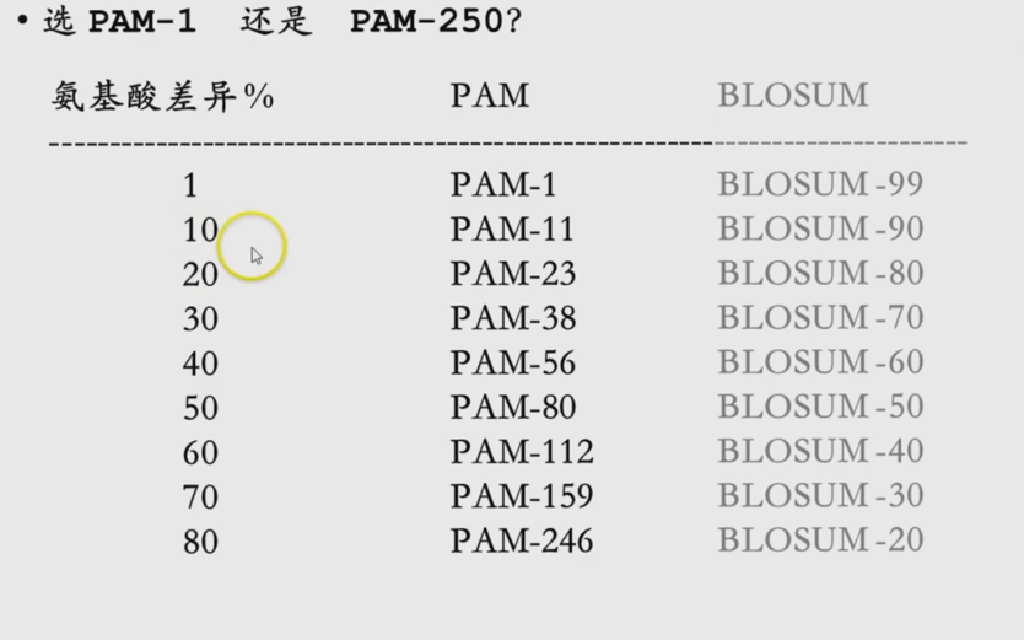 • 选 PAM-1 还是 PAM-250?
氨基酸差异% PAM BLOSUM
1 PAM-1 BLOSUM-99
10 PAM-11 BLOSUM-90
20 PAM-23 BLOSUM-80
30 PAM-38 BLOSUM-70
40 PAM-56 BLOSUM-60
50 PAM-80 BLOSUM-50
60 PAM-112 BLOSUM-40
70 PAM-159 BLOSUM-30
80 PAM-246 BLOSUM-20